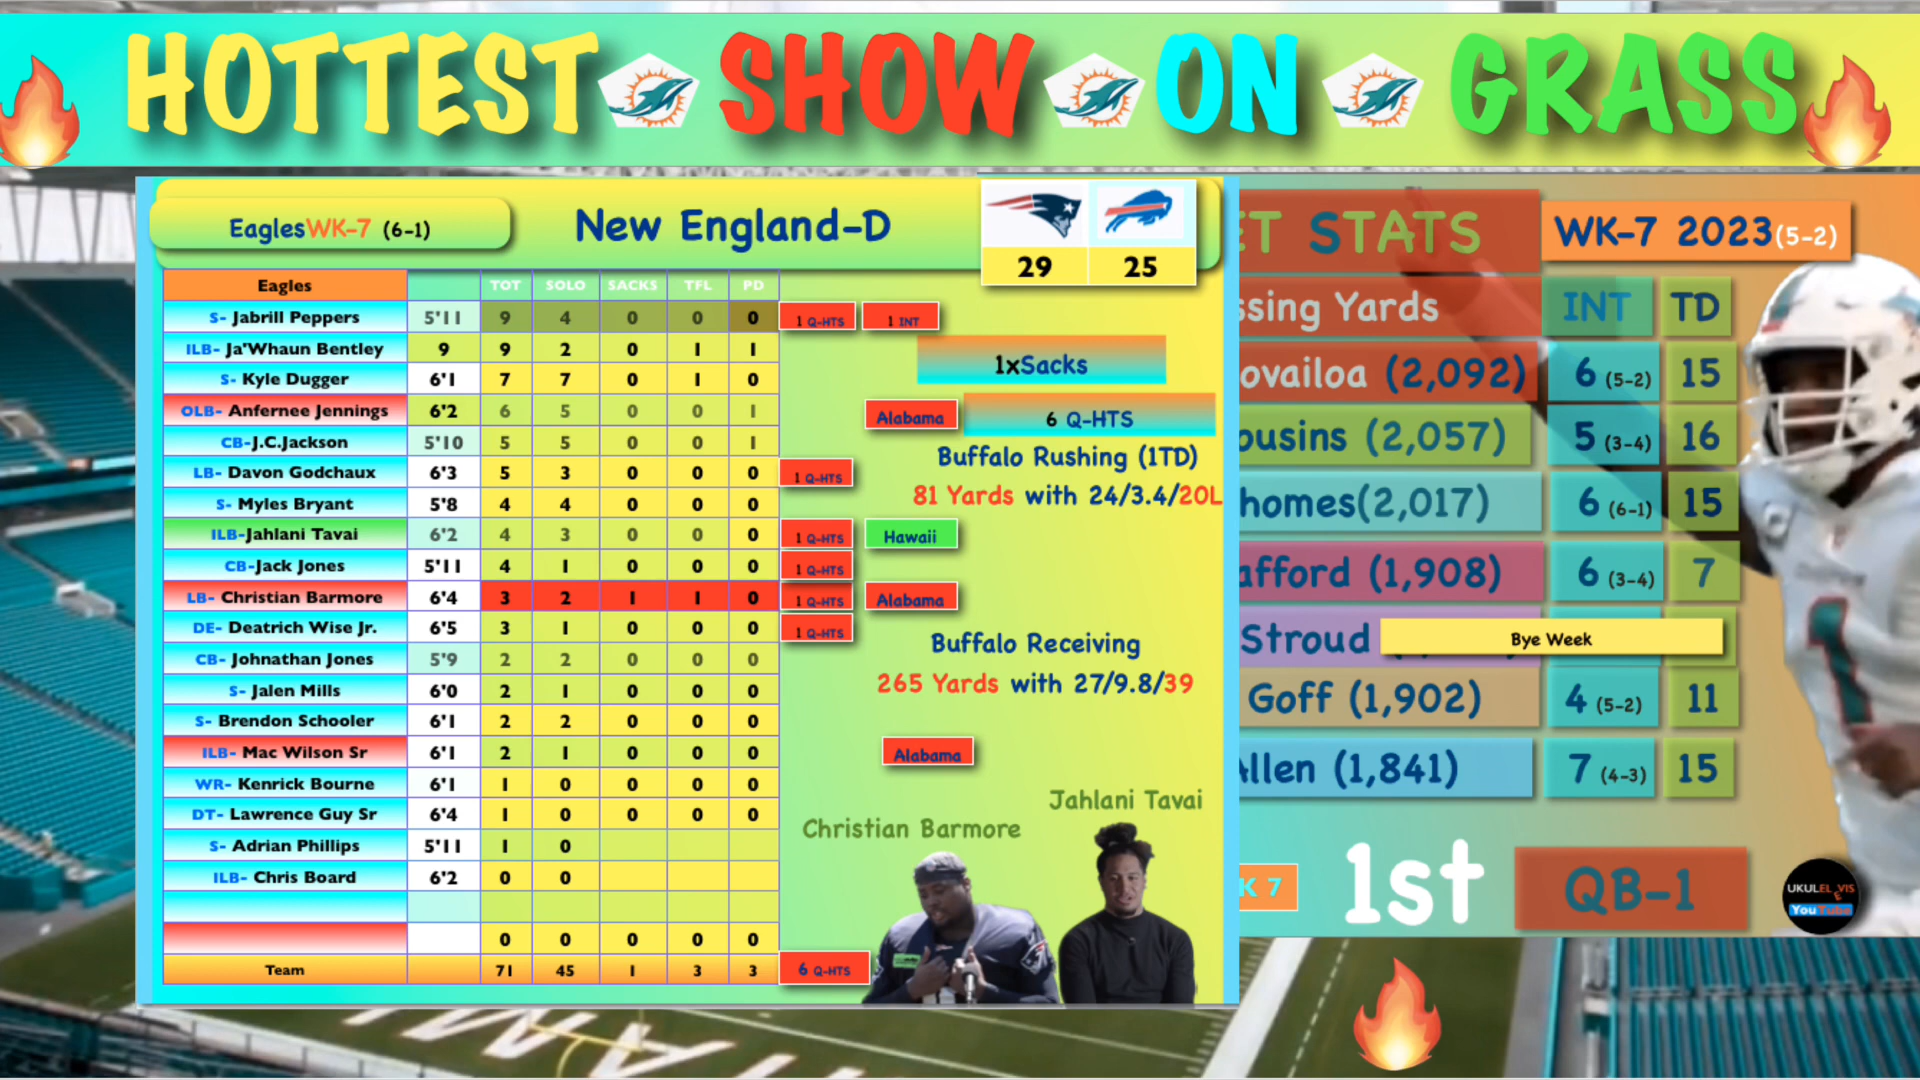 HOTTEST SHOW ON GRASS
EaglesWK-7 (6-1)
New England-D
29 25
Eagles TOT SOLO SACKS TFL PD
S- Jabrill Peppers 5'11 9 4 0 0 0 1 Q-HTS 1 INT
ILB- Ja'Whaun Bentley 9 9 2 0 1 1
S- Kyle Dugger 6'1 7 7 0 1 0
OLB- Anfernee Jennings 6'2 6 5 0 0 1 Alabama
CB-J.C.Jackson 5'10 5 5 0 0 1
LB- Davon Godchaux 6'3 5 3 0 0 0 1 Q-HTS
S- Myles Bryant 5'8 4 4 0 0 0
ILB-Jahlani Tavai 6'2 4 3 0 0 0 1 Q-HTS Hawaii
CB-Jack Jones 5'11 4 1 0 0 0 1 Q-HTS
LB- Christian Barmore 6'4 3 2 1 1 0 1 Q-HTS Alabama
DE- Deatrich Wise Jr. 6'5 3 1 0 0 0 1 Q-HTS
CB- Johnathan Jones 5'9 2 2 0 0 0
S- Jalen Mills 6'0 2 1 0 0 0
S- Brendon Schooler 6'1 2 2 0 0 0
ILB- Mac Wilson Sr 6'1 2 1 0 0 0 Alabama
WR- Kenrick Bourne 6'1 1 0 0 0 0
DT- Lawrence Guy Sr 6'4 1 0 0 0 0
S- Adrian Phillips 5'11 1 0
ILB- Chris Board 6'2 0 0
0 0 0 0 0
Team 71 45 1 3 3 6 Q-HTS
1xSacks
6 Q-HTS
Buffalo Rushing (1TD)
81 Yards with 24/3.4/20L
Buffalo Receiving
265 Yards with 27/9.8/39
Christian Barmore
Jahlani Tavai
ET STATS
WK-7 2023(5-2)
ssing Yards INT TD
ovailoa (2,092) 6 (5-2) 15
ousins (2,057) 5 (3-4) 16
homes(2,017) 6 (6-1) 15
afford (1,908) 6 (3-4) 7
Stroud Bye Week
Goff (1,902) 4 (5-2) 11
Allen (1,841) 7 (4-3) 15
K 7
1st
QB-1
UKULELEVIS
YouTube
1